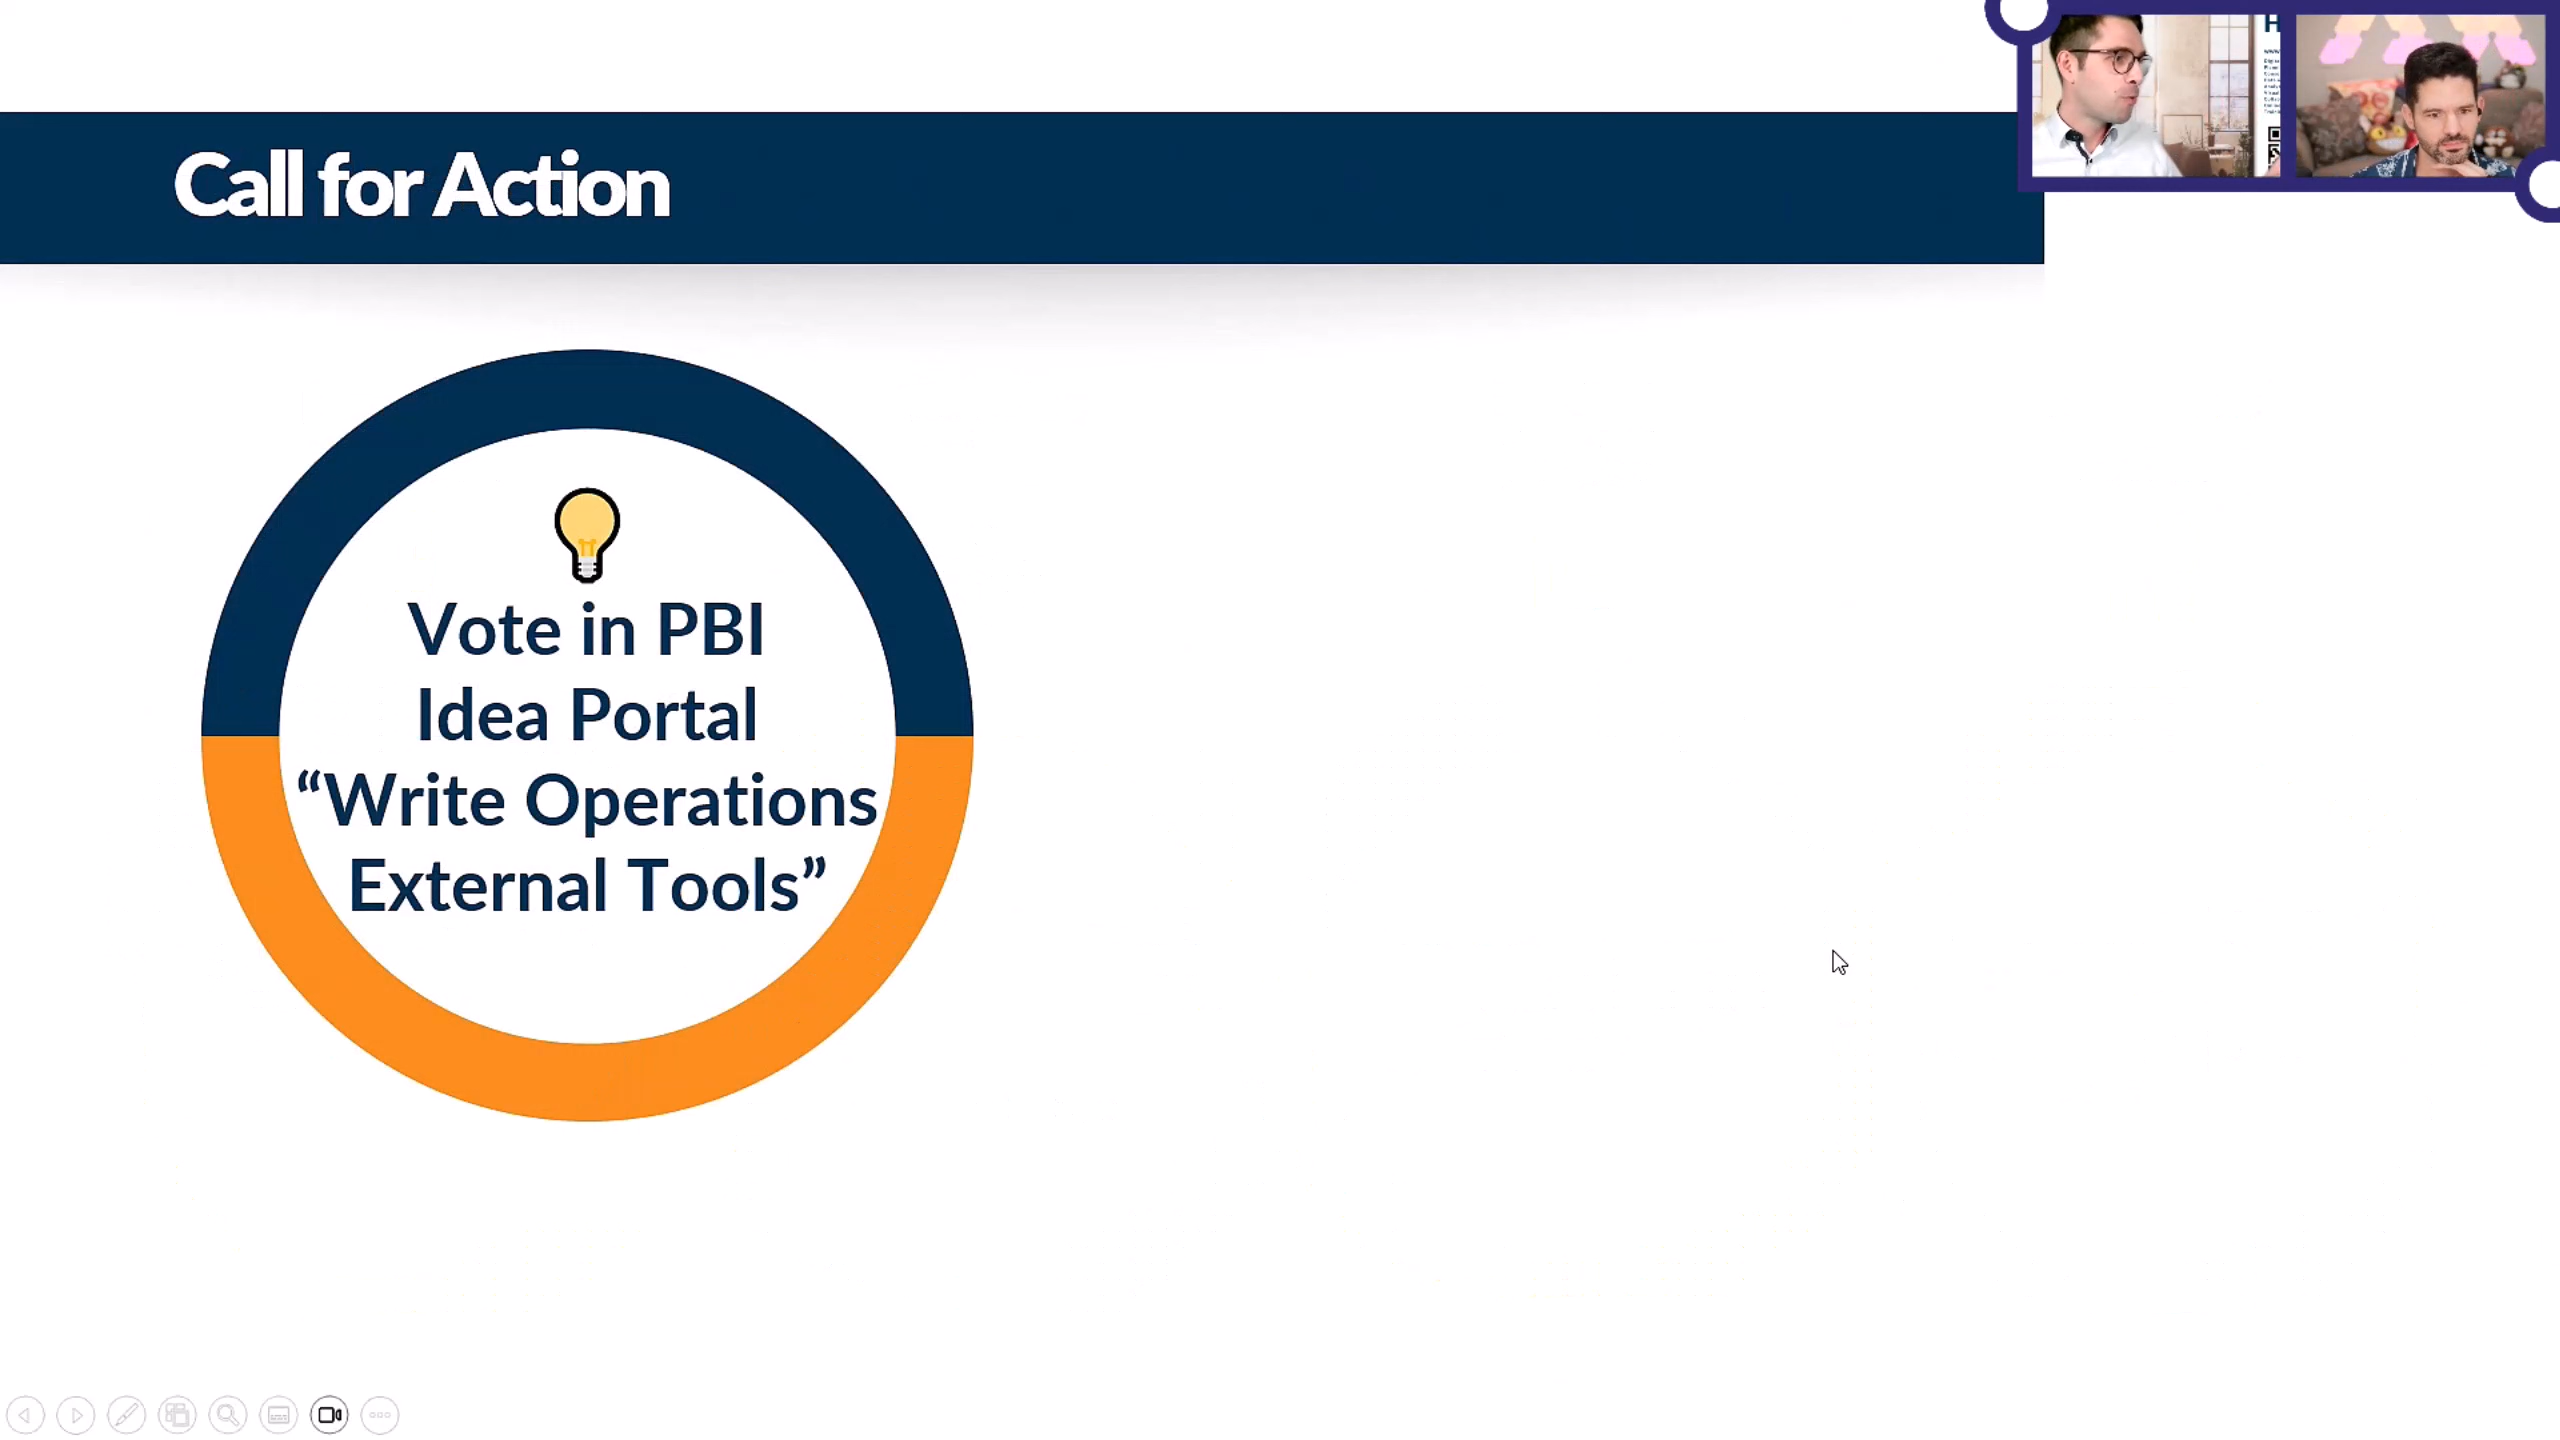 Call for Action
Vote in PBI
Idea Portal
“Write Operations
External Tools”